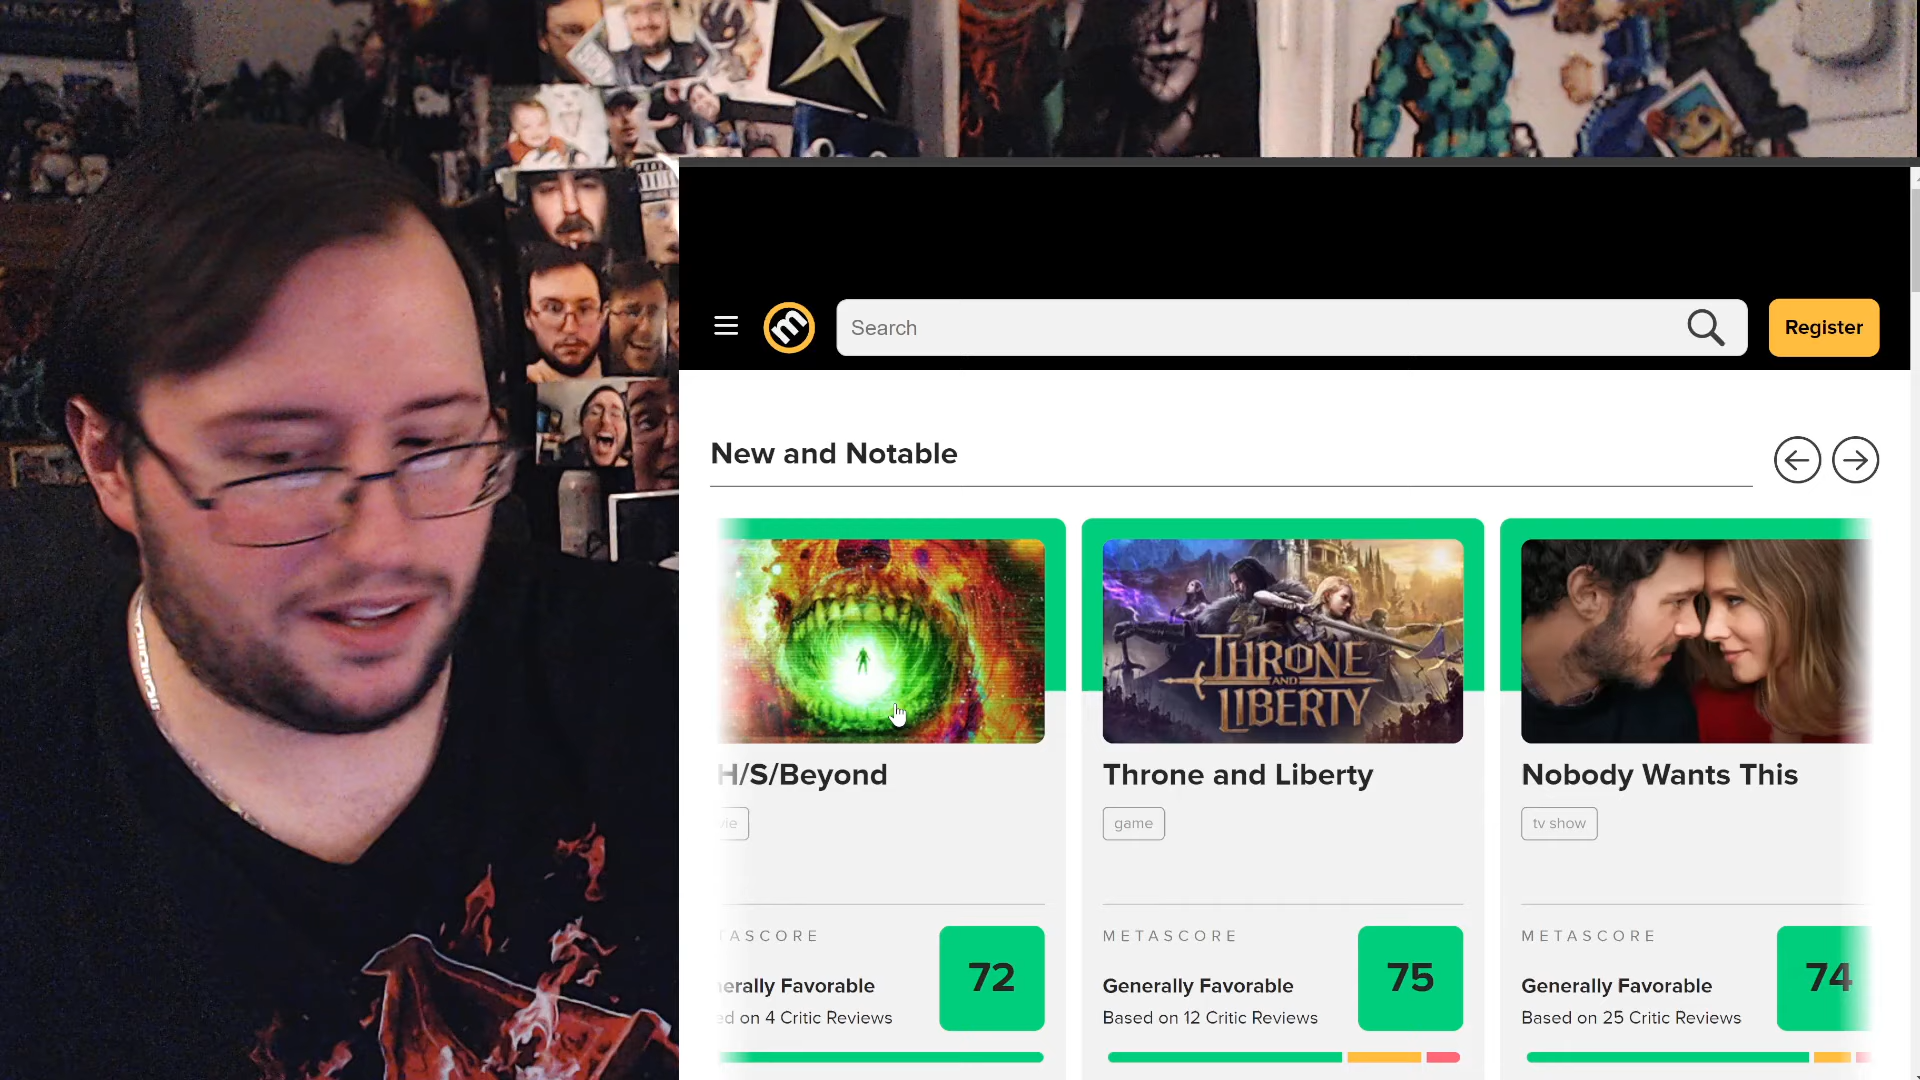 Search
Register
New and Notable
THRONE
AND
LIBERTY
H/S/Beyond
Throne and Liberty
Nobody Wants This
game
tv show
METASCORE
METASCORE
Favorable
72
Generally Favorable
75
Generally Favorable
74
on 4 Critic Reviews
Based on 12 Critic Reviews
Based on 25 Critic Reviews